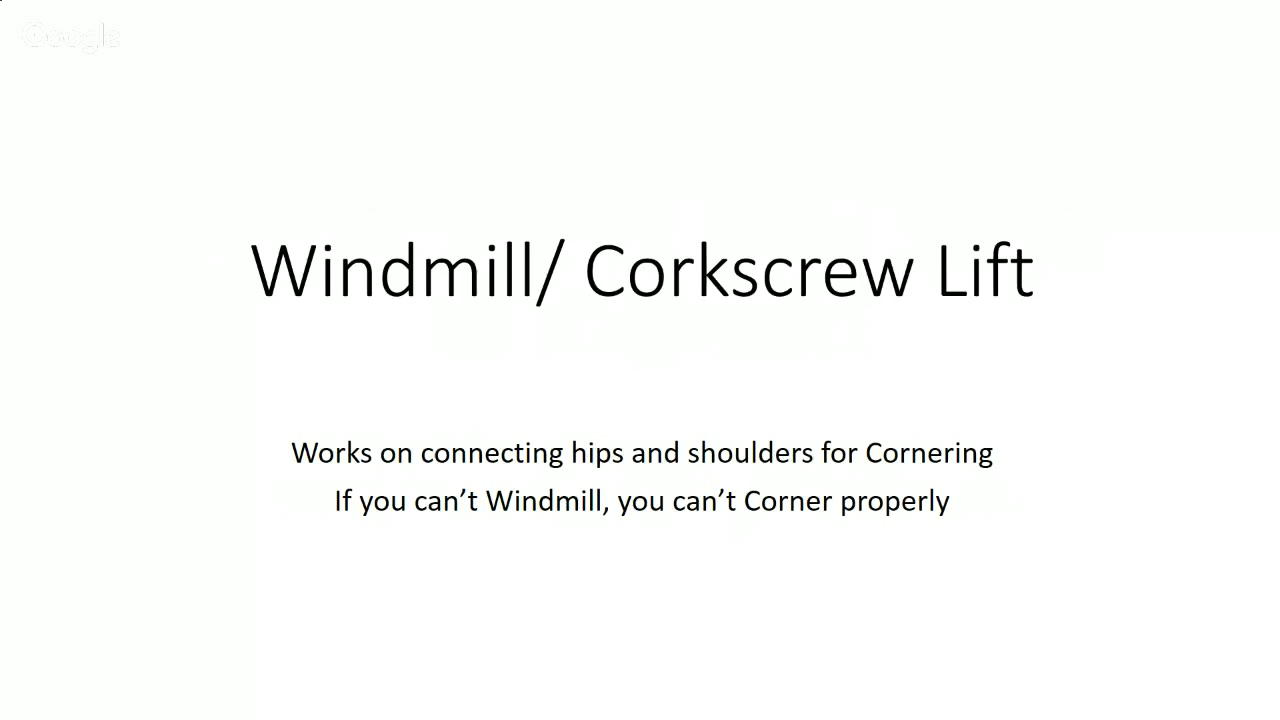 Google
Windmill/ Corkscrew Lift
Works on connecting hips and shoulders for Cornering
If you can’t Windmill, you can’t Corner properly